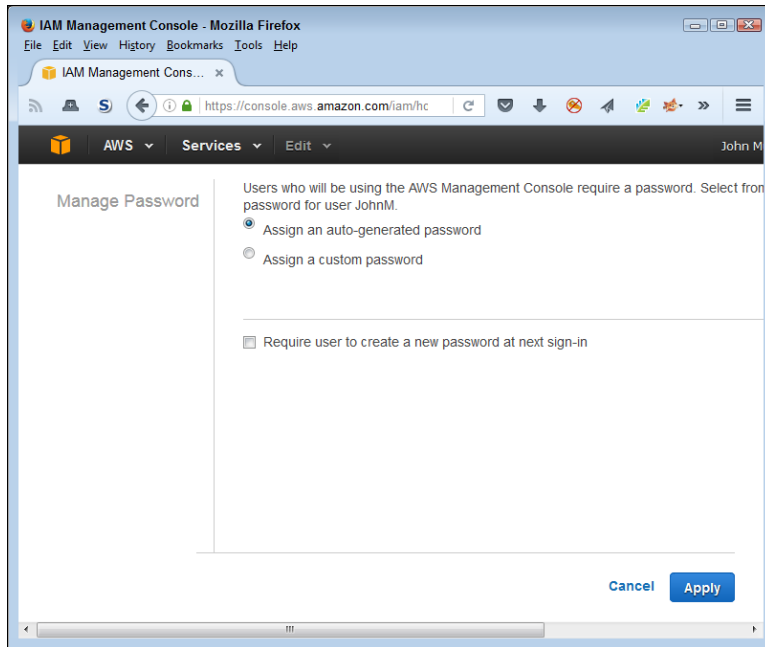 IAM Management Console - Mozilla Firefox
File Edit View History Bookmarks Tools Help
IAM Management Cons...
https://console.aws.amazon.com/iam/hc
AWS Services Edit John M
Manage Password
Users who will be using the AWS Management Console require a password. Select from
password for user JohnM.
Assign an auto-generated password
Assign a custom password
Require user to create a new password at next sign-in
Cancel Apply